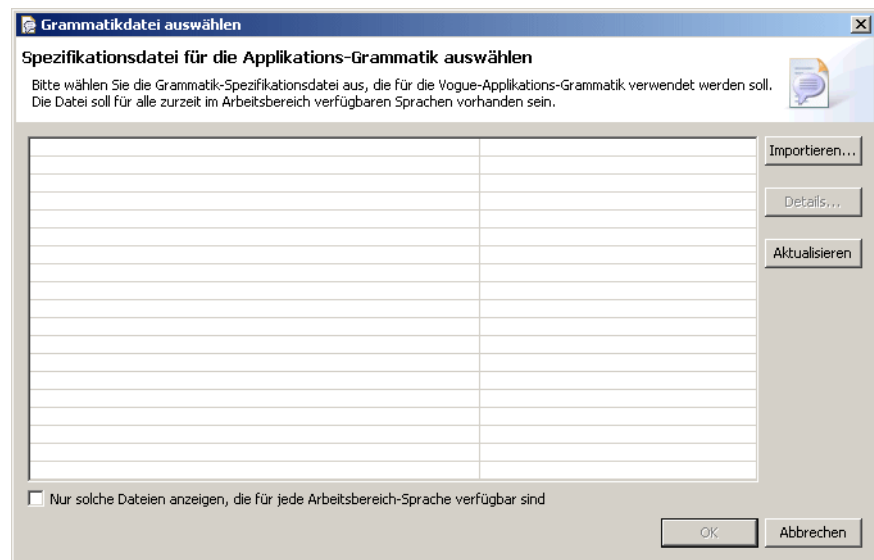 Grammatikdatei auswählen
Spezifikationsdatei für die Applikations-Grammatik auswählen
Bitte wählen Sie die Grammatik-Spezifikationsdatei aus, die für die Vogue-Applikations-Grammatik verwendet werden soll.
Die Datei soll für alle zurzeit im Arbeitsbereich verfügbaren Sprachen vorhanden sein.
Importieren...
Details...
Aktualisieren
Nur solche Dateien anzeigen, die für jede Arbeitsbereich-Sprache verfügbar sind
OK
Abbrechen